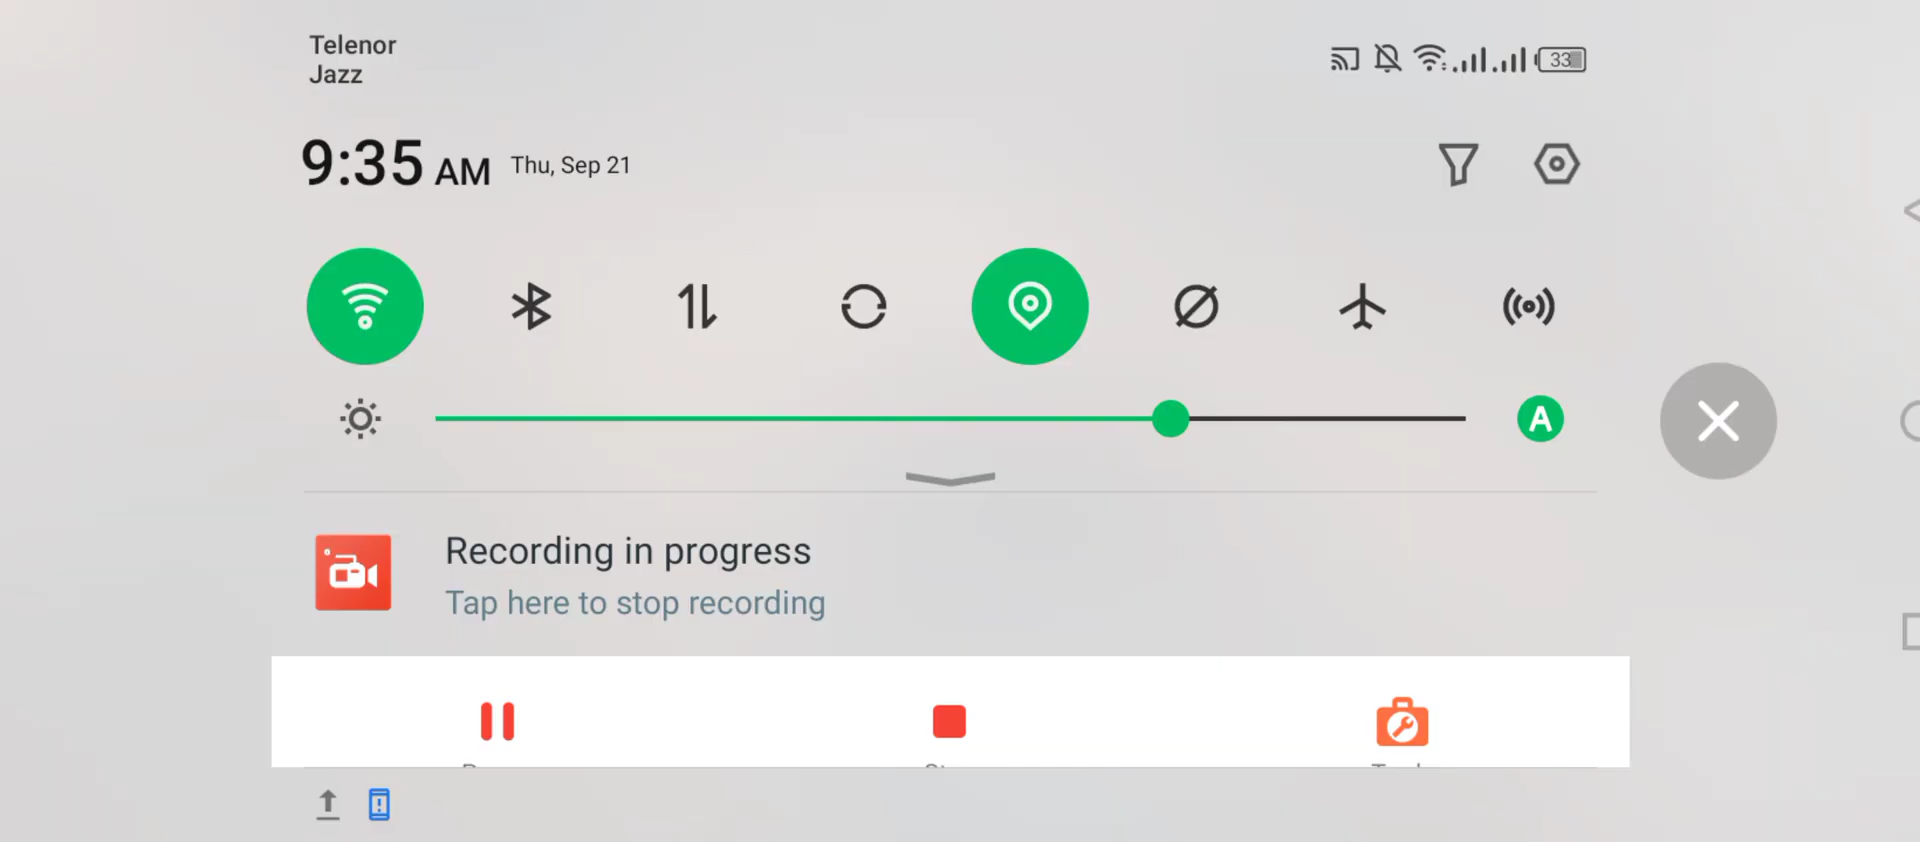 Telenor
Jazz
33
9:35 AM Thu, Sep 21
A
Recording in progress
Tap here to stop recording